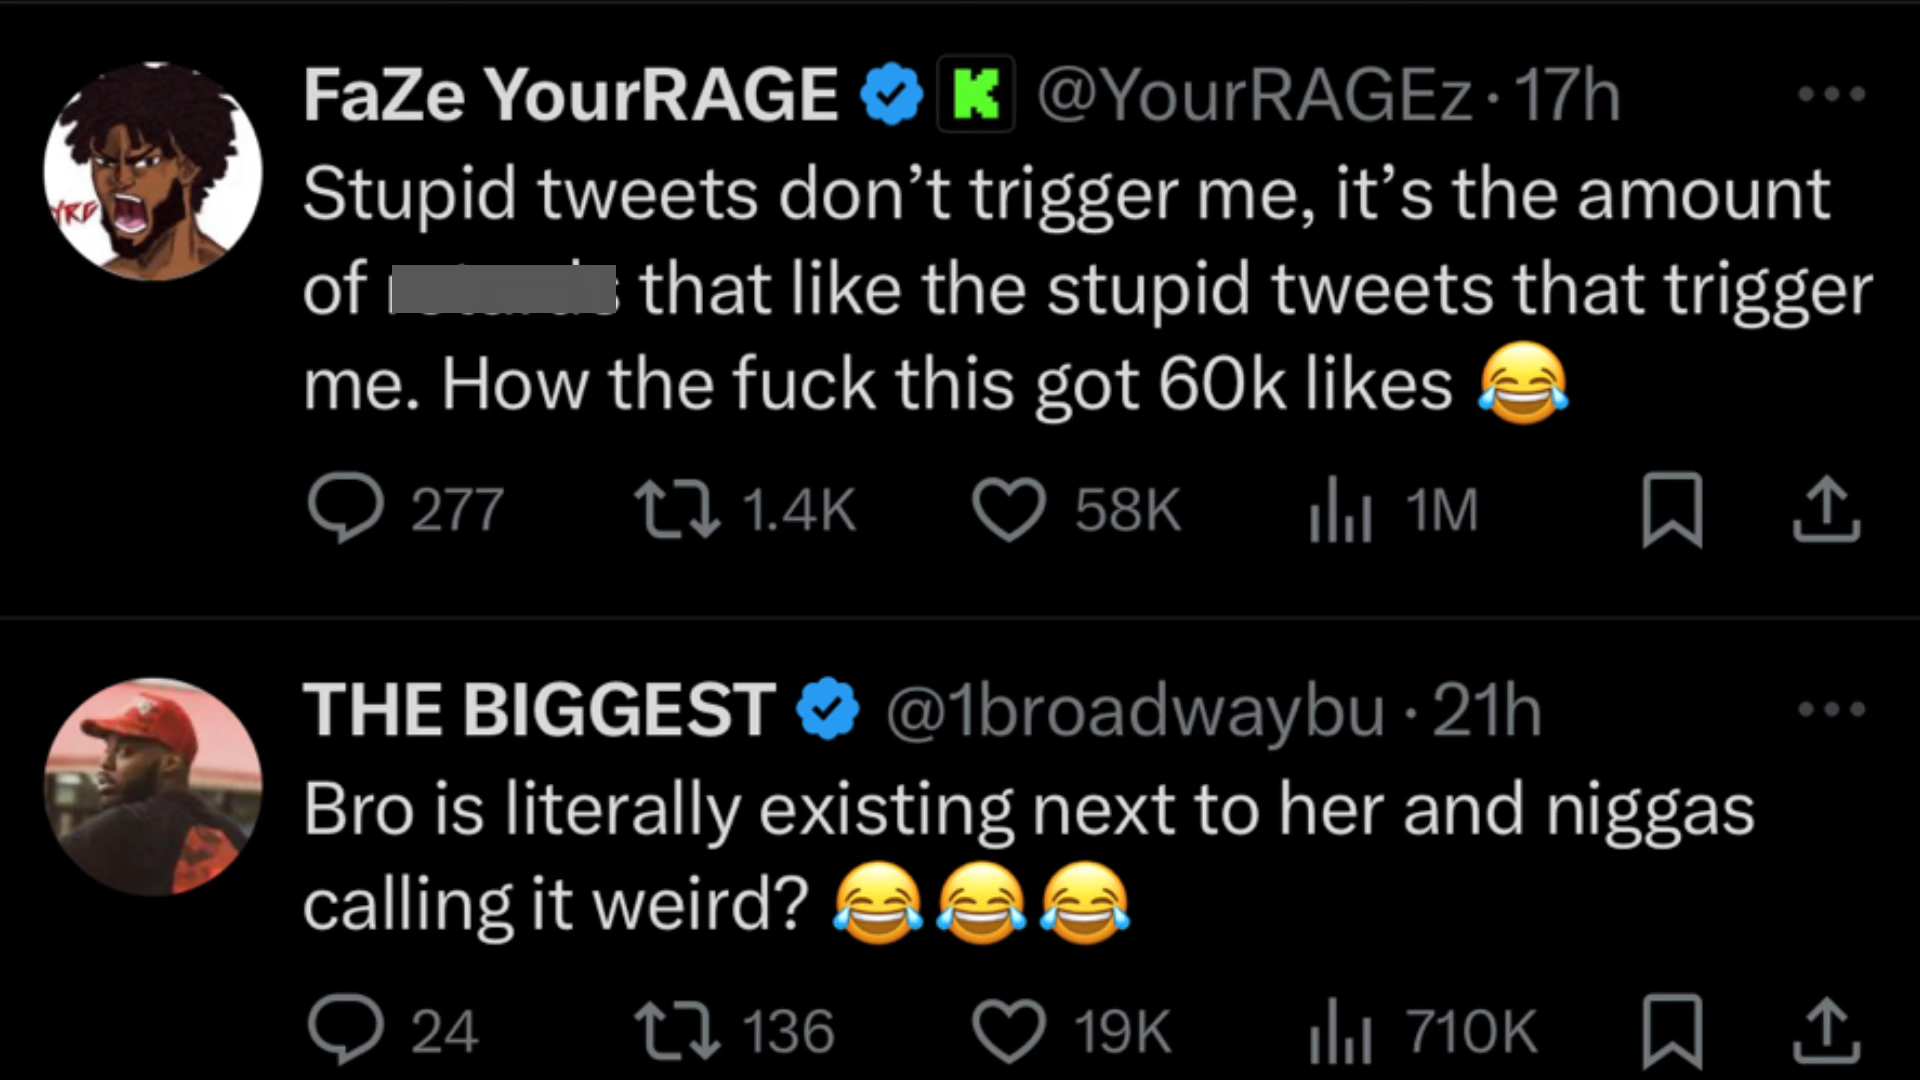 FaZe YourRAGE @YourRAGEz · 17h
Stupid tweets don’t trigger me, it’s the amount
of that like the stupid tweets that trigger
me. How the fuck this got 60k likes 😂
277 1.4K 58K 1M
THE BIGGEST @1broadwaybu · 21h
Bro is literally existing next to her and niggas
calling it weird? 😂😂😂
24 136 19K 710K